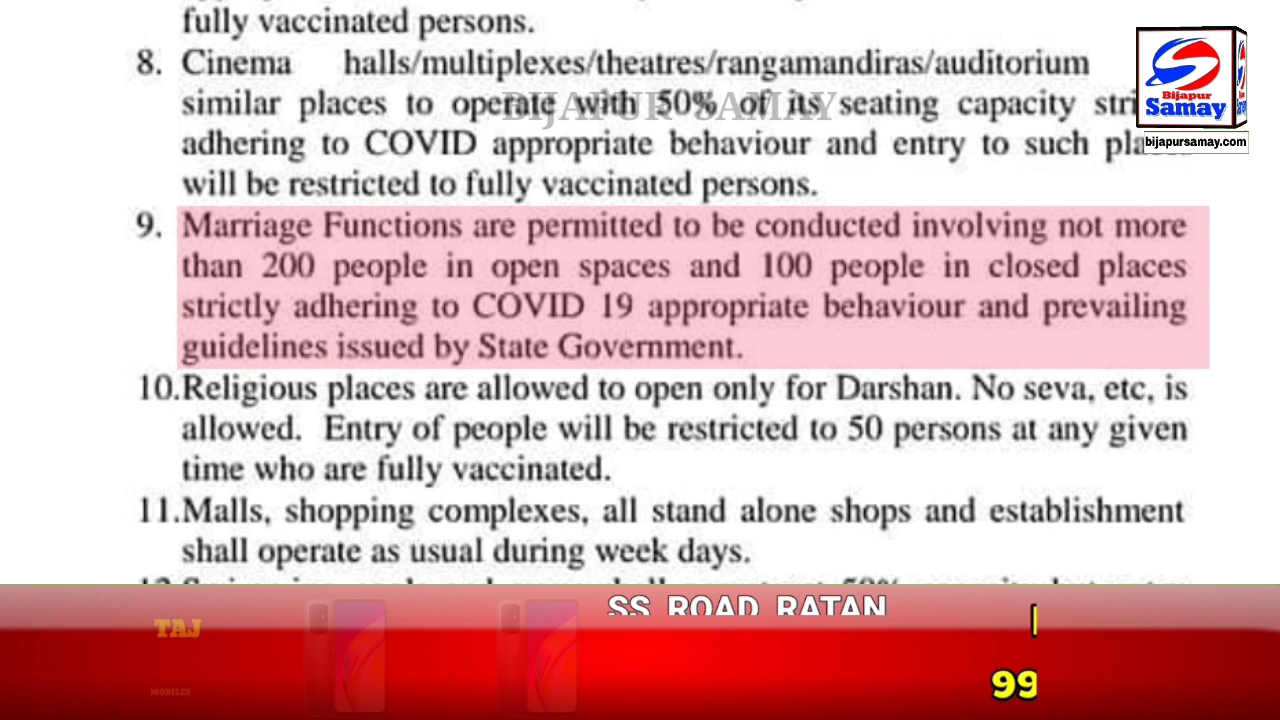 fully vaccinated persons.
8. Cinema halls/multiplexes/theatres/rangamandiras/auditorium
similar places to operate with 50% of its seating capacity
adhering to COVID appropriate behaviour and entry to such
will be restricted to fully vaccinated persons.
9. Marriage Functions are permitted to be conducted involving not more
than 200 people in open spaces and 100 people in closed places
strictly adhering to COVID 19 appropriate behaviour and prevailing
guidelines issued by State Government.
10.Religious places are allowed to open only for Darshan. No seva, etc, is
allowed. Entry of people will be restricted to 50 persons at any given
time who are fully vaccinated.
11.Malls, shopping complexes, all stand alone shops and establishment
shall operate as usual during week days.
BIJAPUR SAMAY
Bijapur
Samay
bijapursamay.com
SS ROAD RATAN
TAJ
MOBILES
99